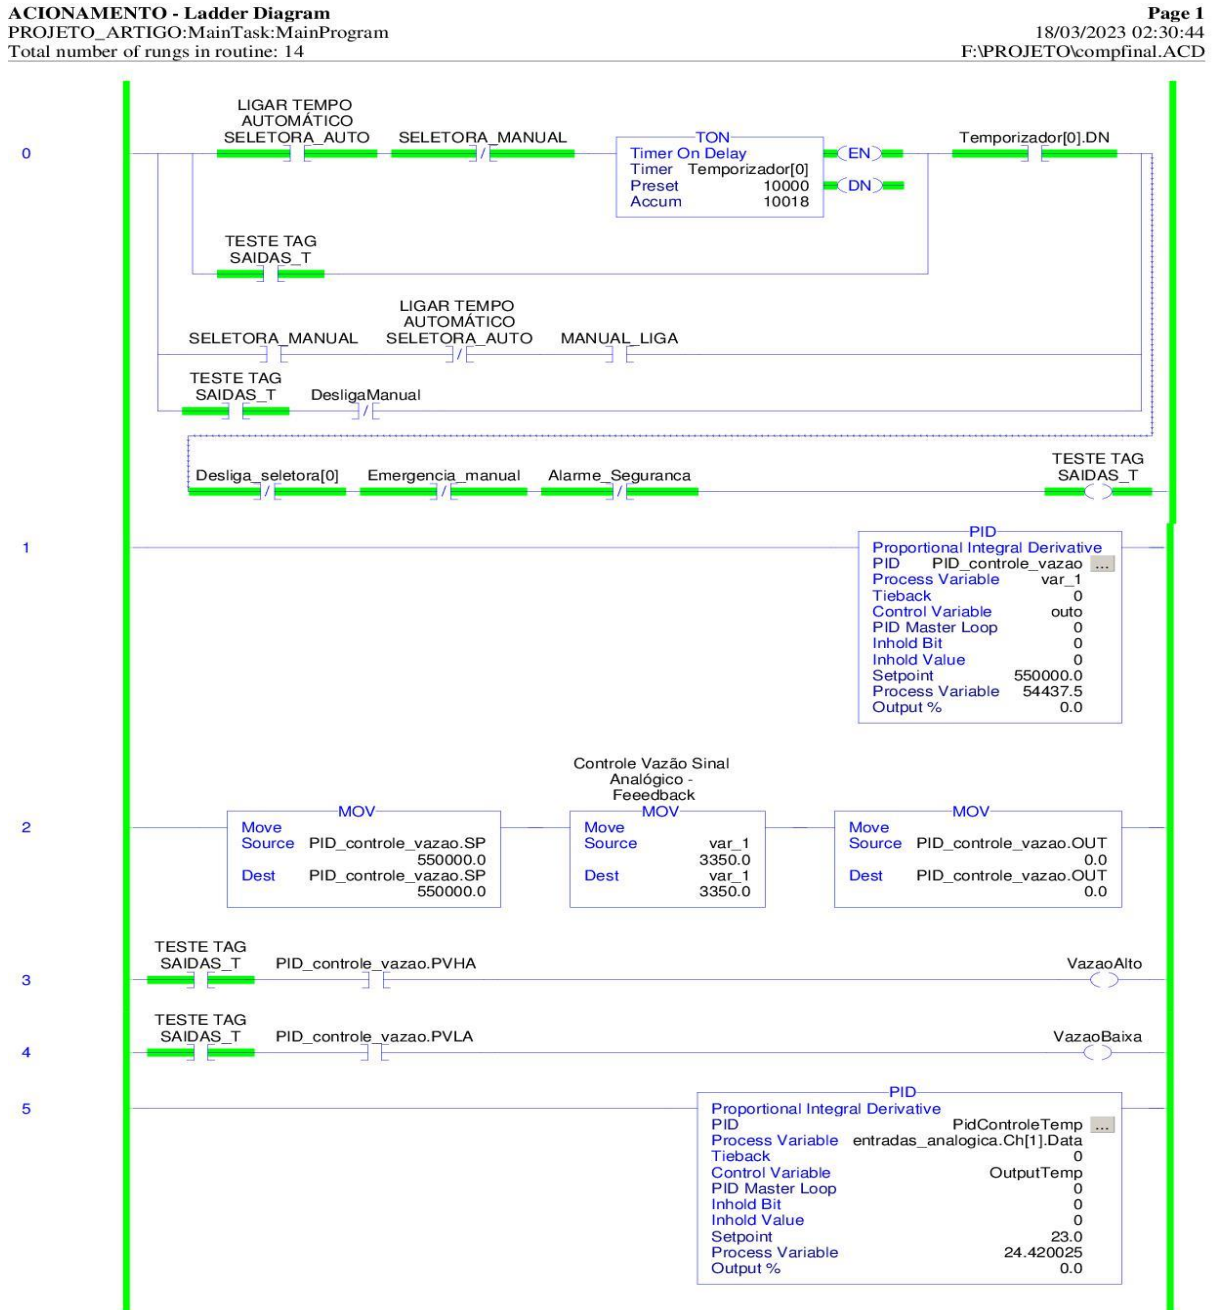 ACIONAMENTO - Ladder Diagram
Page 1
PROJETO_ARTIGO:MainTask:MainProgram
18/03/2023 02:30:44
Total number of rungs in routine: 14
F:\PROJETO\compfinal.ACD
0
LIGAR TEMPO
AUTOMÁTICO
SELETORA_AUTO
SELETORA_MANUAL
TON
Timer On Delay
Timer Temporizador[0]
Preset 10000
Accum 10018
EN
DN
Temporizador[0].DN
TESTE TAG
SAIDAS_T
SELETORA_MANUAL
LIGAR TEMPO
AUTOMÁTICO
SELETORA_AUTO
MANUAL_LIGA
TESTE TAG
SAIDAS_T
DesligaManual
Desliga_seletora[0]
Emergencia_manual
Alarme_Seguranca
TESTE TAG
SAIDAS_T
1
PID
Proportional Integral Derivative
PID PID_controle_vazao ...
Process Variable var_1
Tieback 0
Control Variable outo
PID Master Loop 0
Inhold Bit 0
Inhold Value 0
Setpoint 550000.0
Process Variable 54437.5
Output % 0.0
2
MOV
Move
Source PID_controle_vazao.SP
550000.0
Dest PID_controle_vazao.SP
550000.0
Controle Vazão Sinal
Analógico -
Feeedback
MOV
Move
Source var_1
3350.0
Dest var_1
3350.0
MOV
Move
Source PID_controle_vazao.OUT
0.0
Dest PID_controle_vazao.OUT
0.0
3
TESTE TAG
SAIDAS_T
PID_controle_vazao.PVHA
VazaoAlto
4
TESTE TAG
SAIDAS_T
PID_controle_vazao.PVLA
VazaoBaixa
5
PID
Proportional Integral Derivative
PID PidControleTemp ...
Process Variable entradas_analogica.Ch[1].Data
Tieback 0
Control Variable OutputTemp
PID Master Loop 0
Inhold Bit 0
Inhold Value 0
Setpoint 23.0
Process Variable 24.420025
Output % 0.0